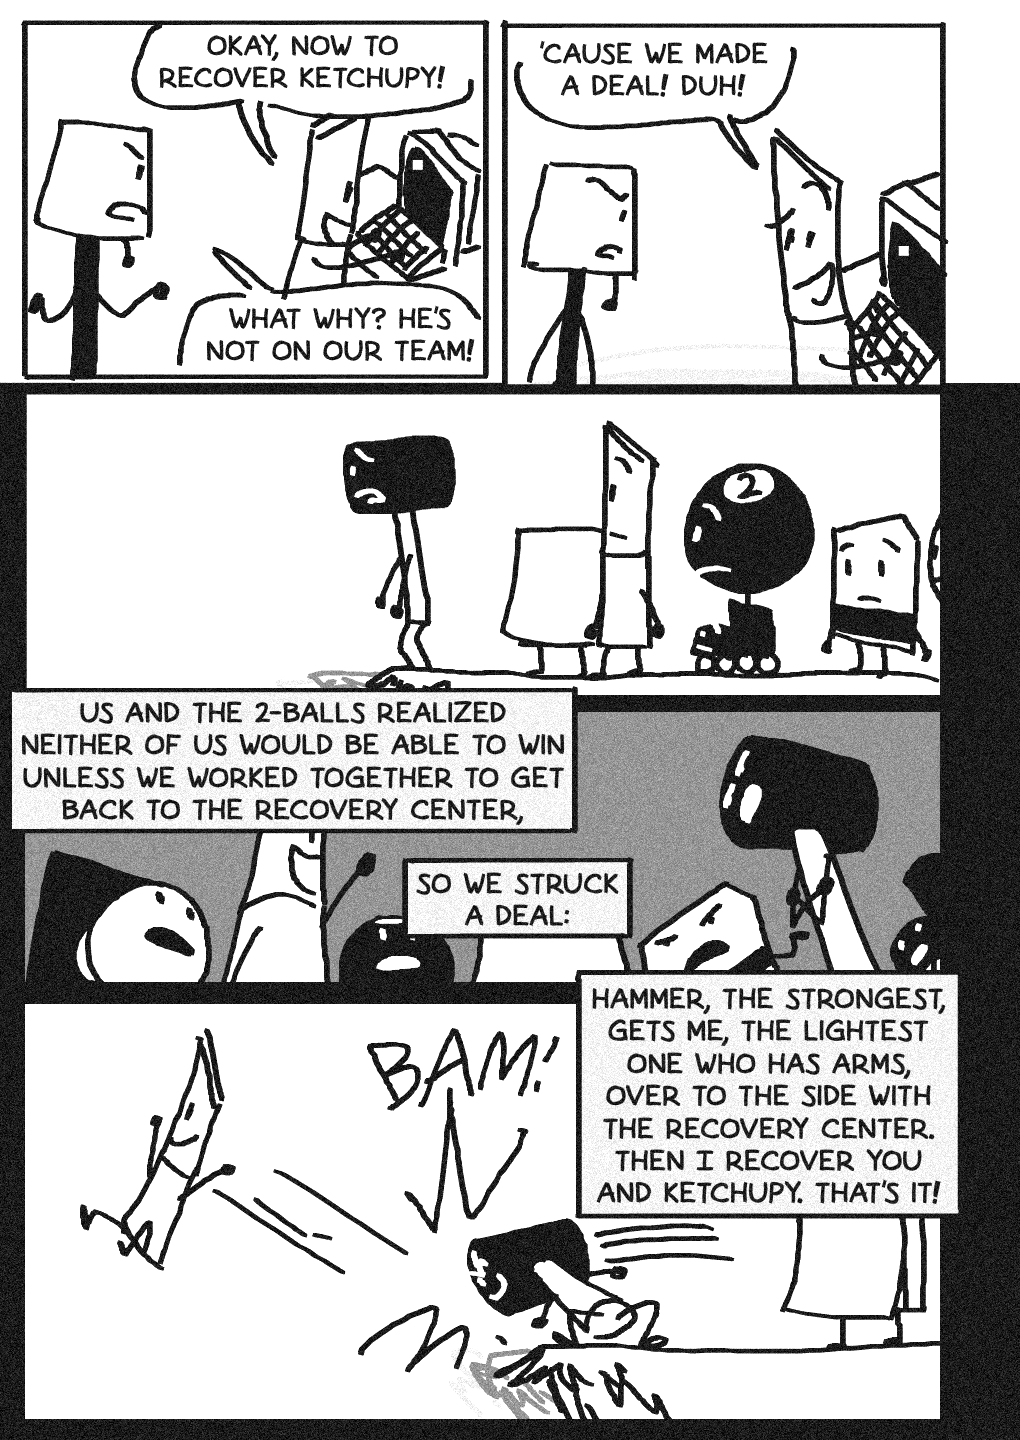 OKAY, NOW TO
RECOVER KETCHUPY!
WHAT WHY? HE'S
NOT ON OUR TEAM!
'CAUSE WE MADE
A DEAL! DUH!
2
US AND THE 2-BALLS REALIZED
NEITHER OF US WOULD BE ABLE TO WIN
UNLESS WE WORKED TOGETHER TO GET
BACK TO THE RECOVERY CENTER,
SO WE STRUCK
A DEAL:
HAMMER, THE STRONGEST,
GETS ME, THE LIGHTEST
ONE WHO HAS ARMS,
OVER TO THE SIDE WITH
THE RECOVERY CENTER.
THEN I RECOVER YOU
AND KETCHUPY. THAT'S IT!
BAM!